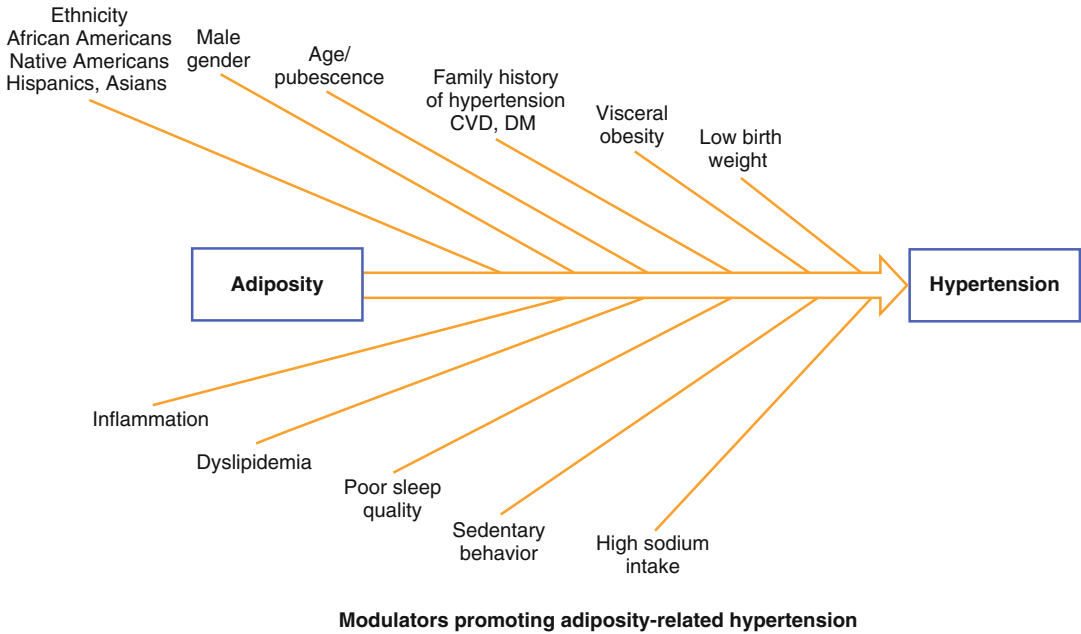 Ethnicity
African Americans
Native Americans
Hispanics, Asians
Male
gender
Age/
pubescence
Family history
of hypertension
CVD, DM
Visceral
obesity
Low birth
weight
Adiposity
Hypertension
Inflammation
Dyslipidemia
Poor sleep
quality
Sedentary
behavior
High sodium
intake
Modulators promoting adiposity-related hypertension